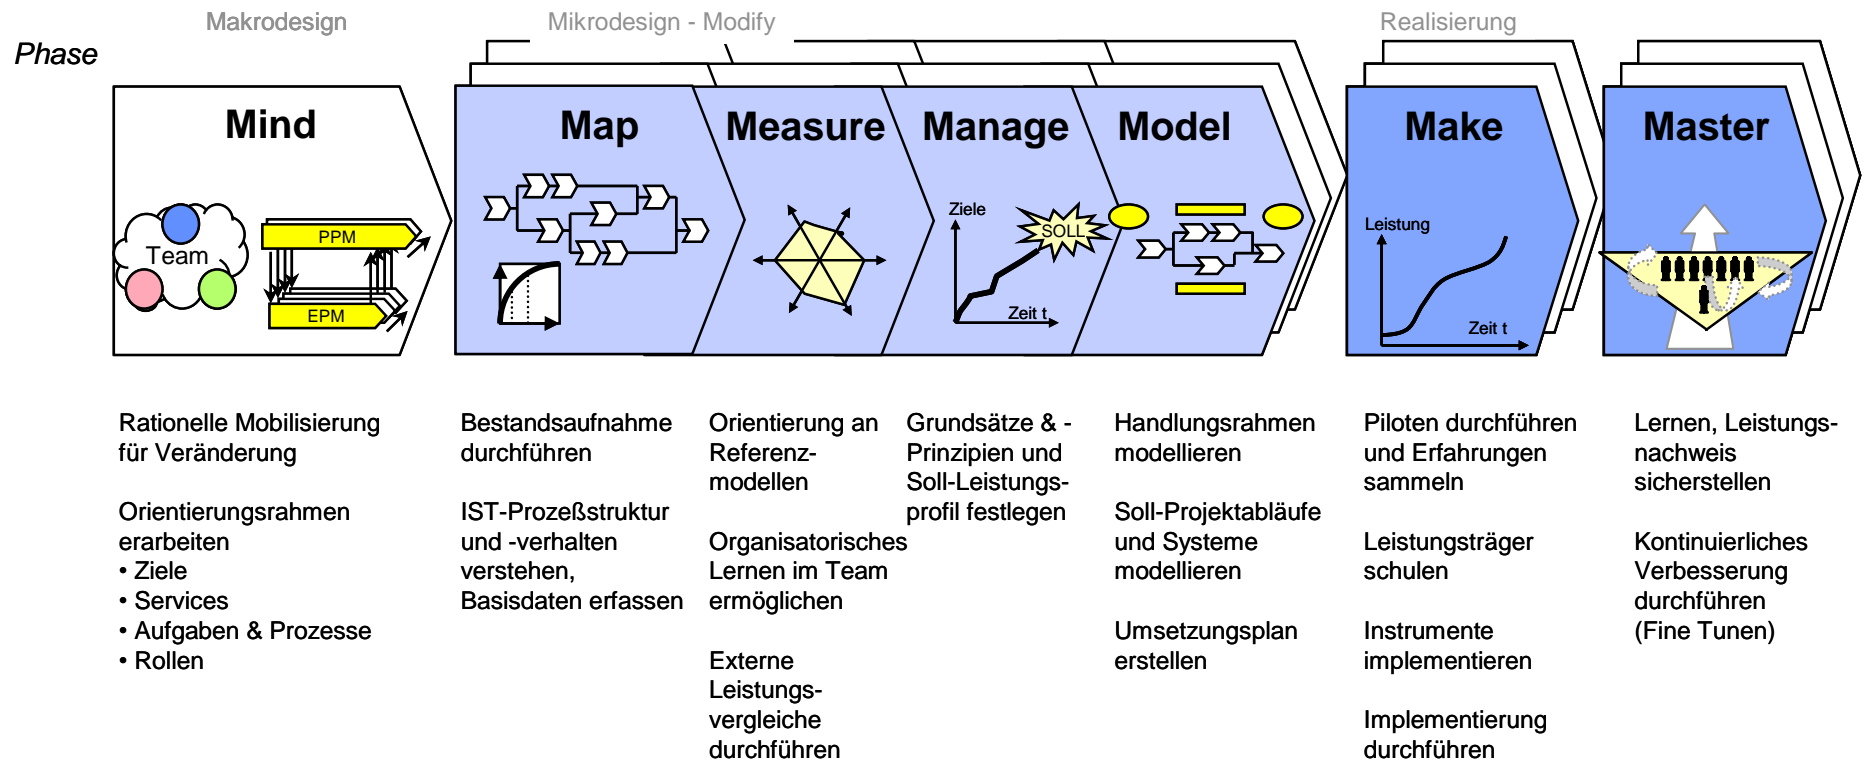 Makrodesign
Mikrodesign - Modify
Realisierung
Phase
Mind
Map
Measure
Manage
Model
Make
Master
Team
PPM
EPM
Ziele
SOLL
Zeit t
Leistung
Zeit t
Rationelle Mobilisierung
für Veränderung
Orientierungsrahmen
erarbeiten
• Ziele
• Services
• Aufgaben & Prozesse
• Rollen
Bestandsaufnahme
durchführen
IST-Prozeßstruktur
und -verhalten
verstehen,
Basisdaten erfassen
Orientierung an
Referenz-
modellen
Organisatorisches
Lernen im Team
ermöglichen
Externe
Leistungs-
vergleiche
durchführen
Grundsätze & -
Prinzipien und
Soll-Leistungs-
profil festlegen
Handlungsrahmen
modellieren
Soll-Projektabläufe
und Systeme
modellieren
Umsetzungsplan
erstellen
Piloten durchführen
und Erfahrungen
sammeln
Leistungsträger
schulen
Instrumente
implementieren
Implementierung
durchführen
Lernen, Leistungs-
nachweis
sicherstellen
Kontinuierliches
Verbesserung
durchführen
(Fine Tunen)